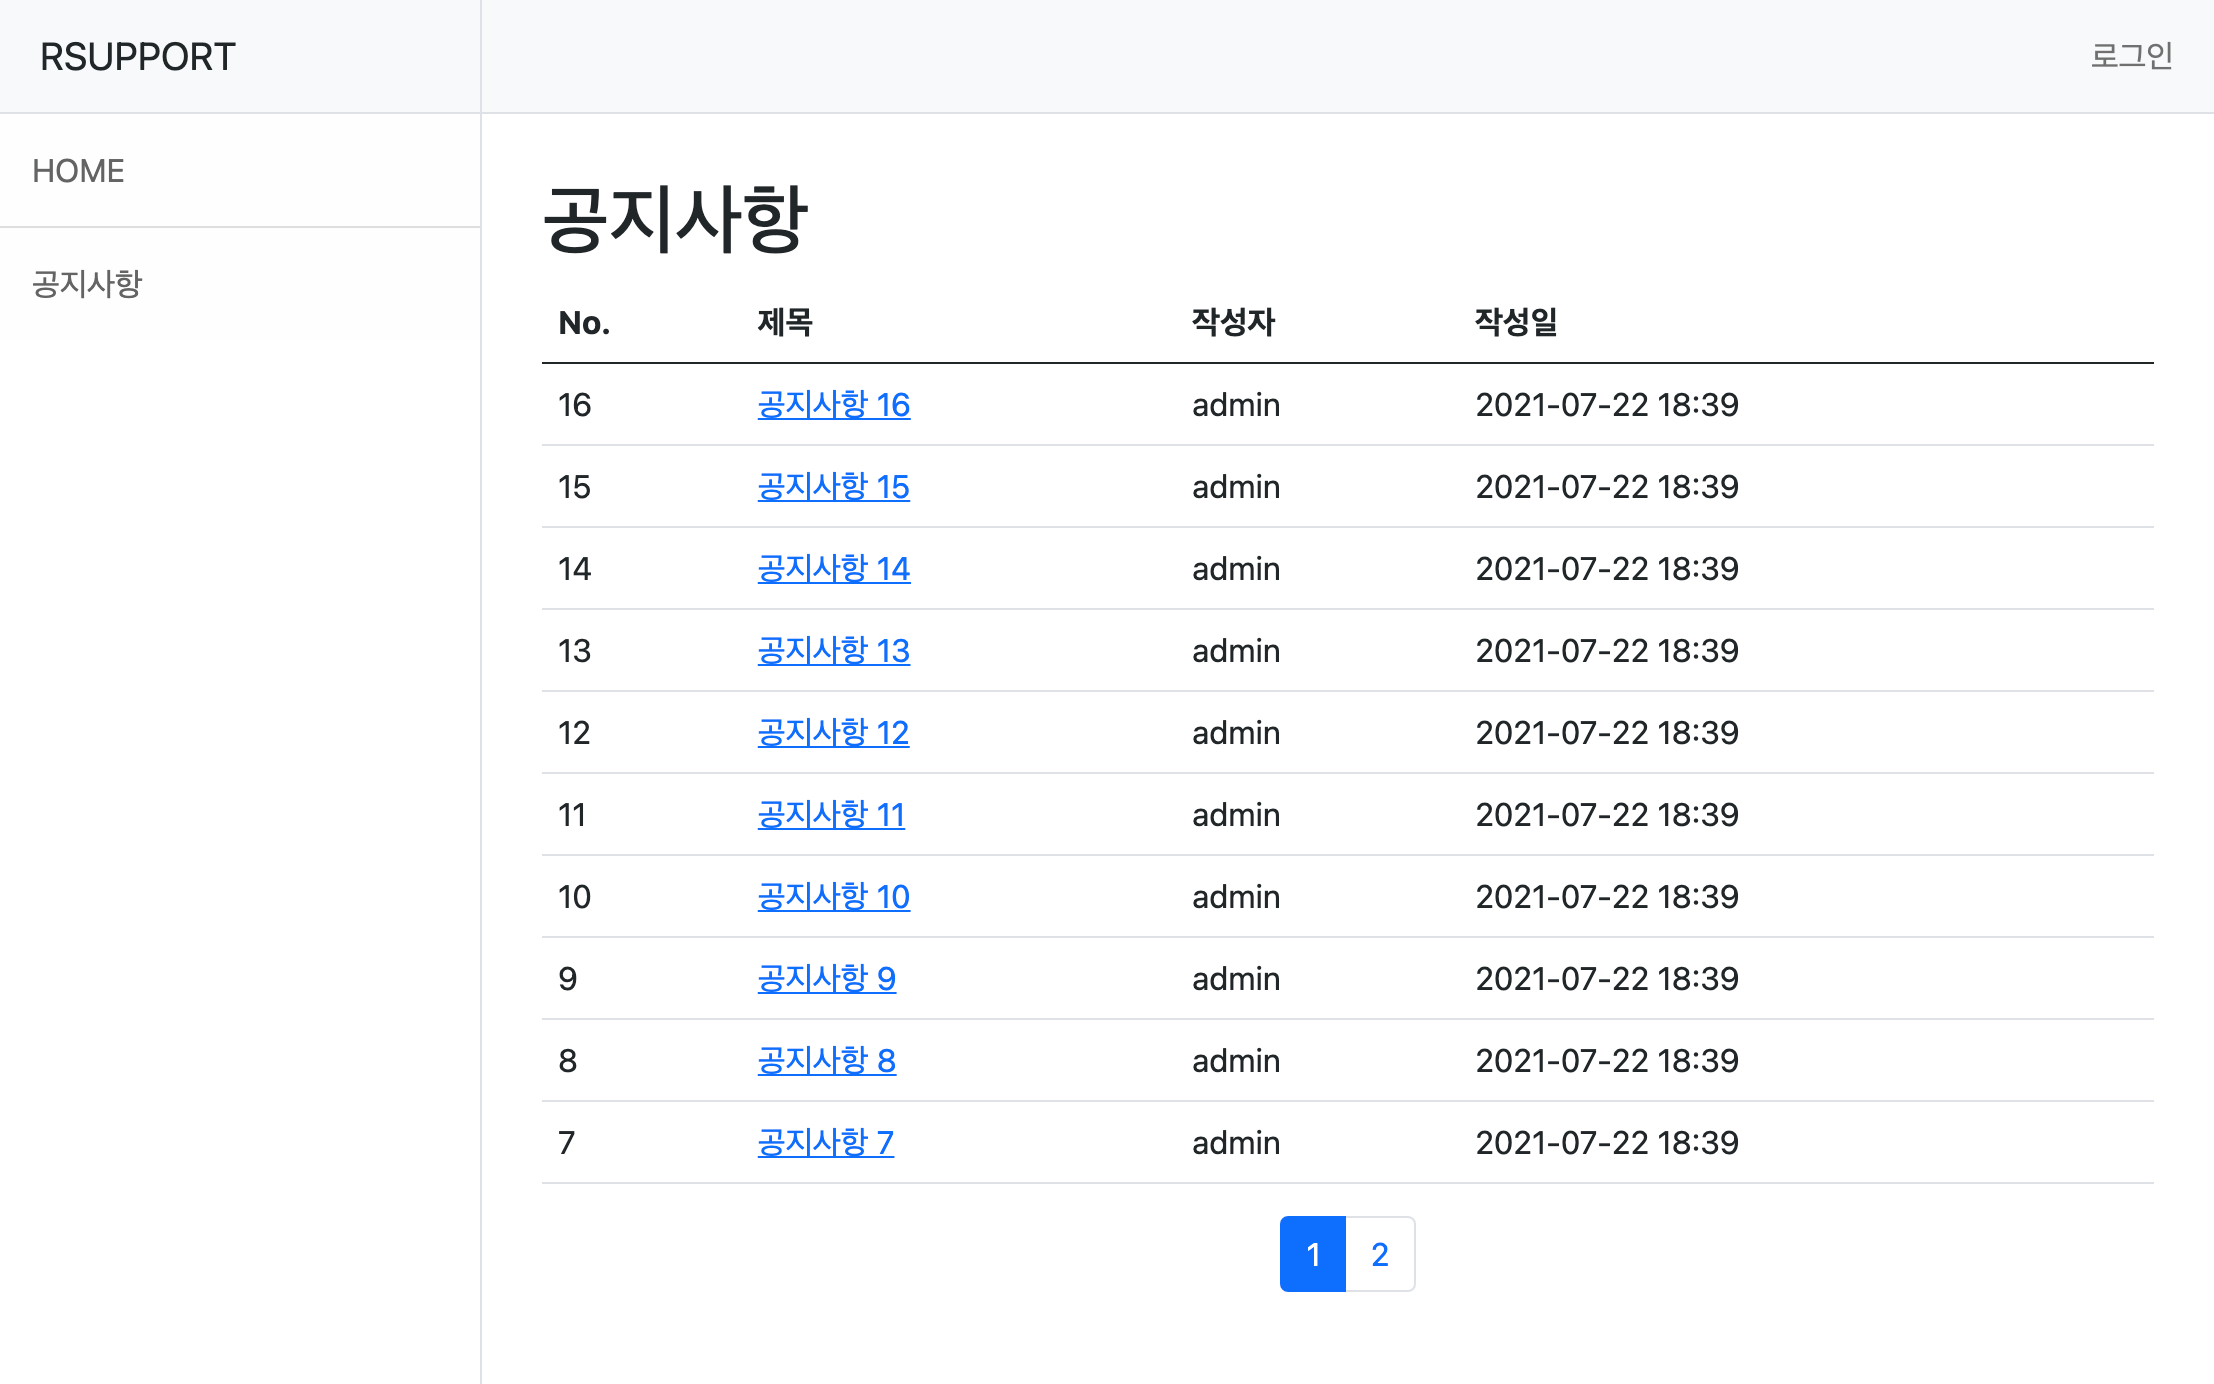 RSUPPORT
로그인
HOME
공지사항
공지사항
No. 제목 작성자 작성일
16 공지사항 16 admin 2021-07-22 18:39
15 공지사항 15 admin 2021-07-22 18:39
14 공지사항 14 admin 2021-07-22 18:39
13 공지사항 13 admin 2021-07-22 18:39
12 공지사항 12 admin 2021-07-22 18:39
11 공지사항 11 admin 2021-07-22 18:39
10 공지사항 10 admin 2021-07-22 18:39
9 공지사항 9 admin 2021-07-22 18:39
8 공지사항 8 admin 2021-07-22 18:39
7 공지사항 7 admin 2021-07-22 18:39
1 2